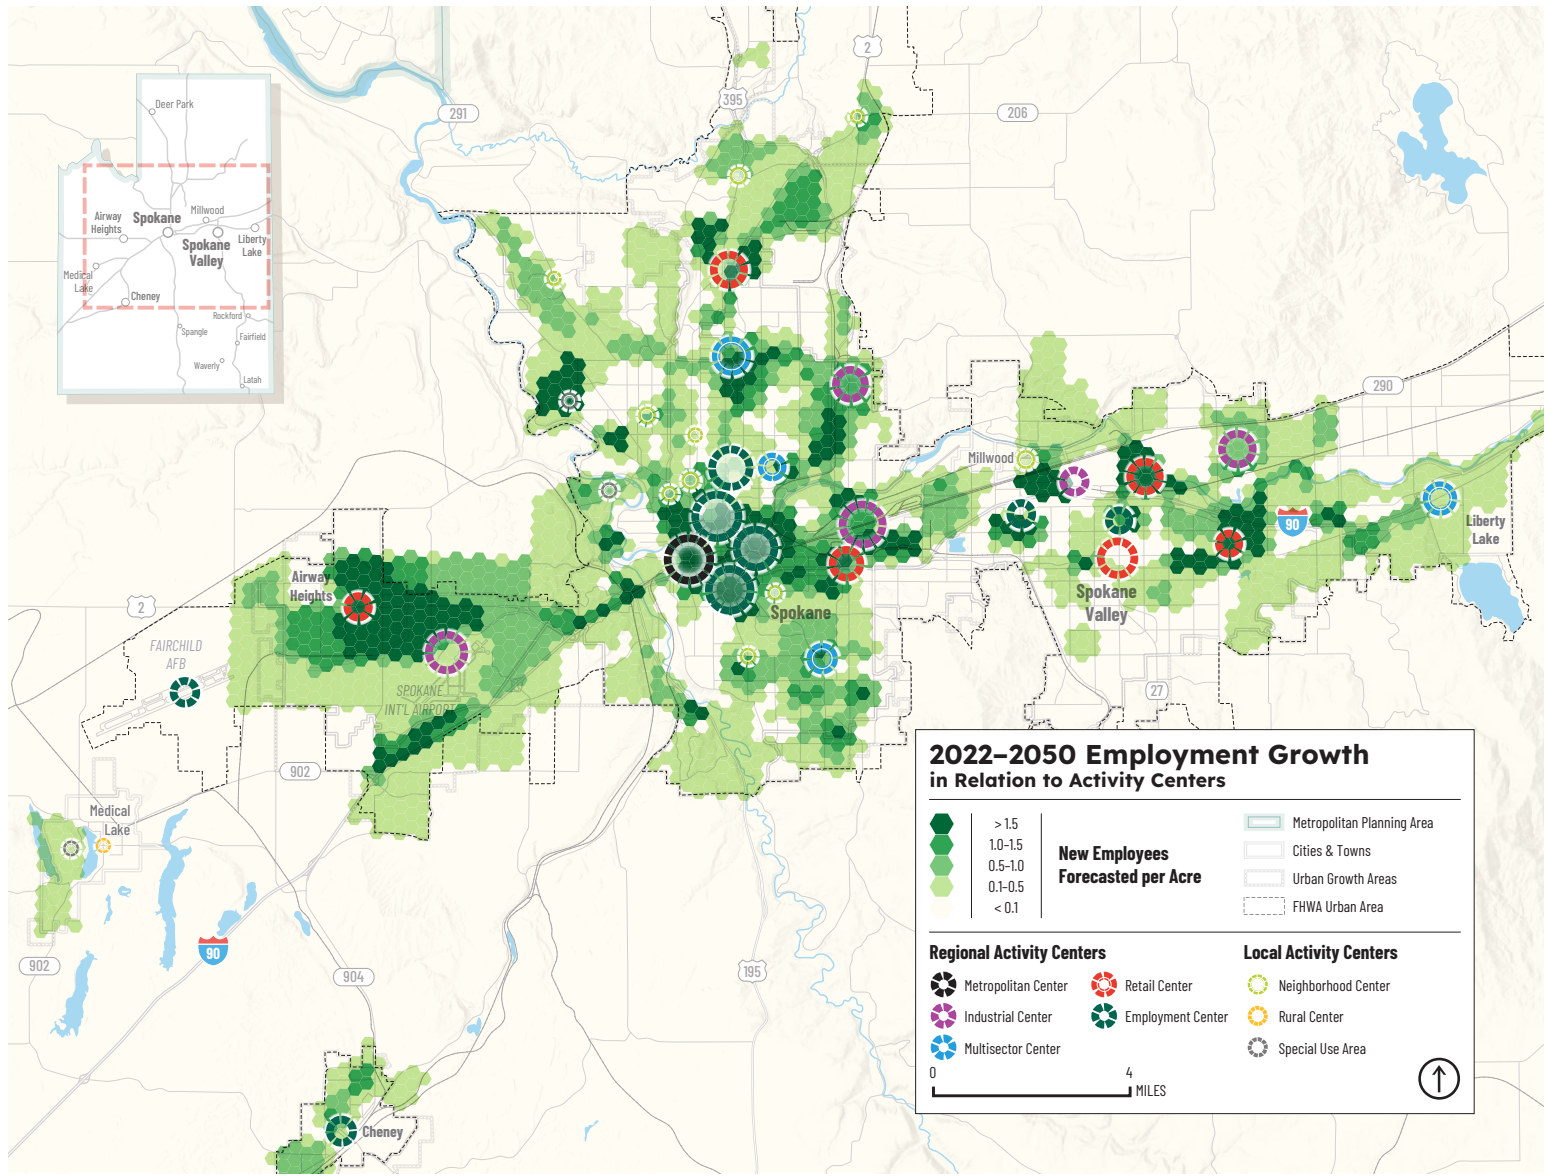 2
395
291
206
Deer Park
Airway
Heights
Spokane
Millwood
Spokane
Valley
Liberty
Lake
Medical
Lake
Cheney
Rockford
Spangle
Fairfield
Waverly
Latah
290
Millwood
90
Liberty
Lake
Airway
Heights
2
Spokane
Spokane
Valley
FAIRCHILD
AFB
SPOKANE
INT'L AIRPORT
27
902
Medical
Lake
90
902
904
195
Cheney
2022–2050 Employment Growth
in Relation to Activity Centers
> 1.5
1.0–1.5
0.5–1.0
0.1–0.5
< 0.1
New Employees
Forecasted per Acre
Metropolitan Planning Area
Cities & Towns
Urban Growth Areas
FHWA Urban Area
Regional Activity Centers
Metropolitan Center
Industrial Center
Multisector Center
Retail Center
Employment Center
Local Activity Centers
Neighborhood Center
Rural Center
Special Use Area
0 4
MILES